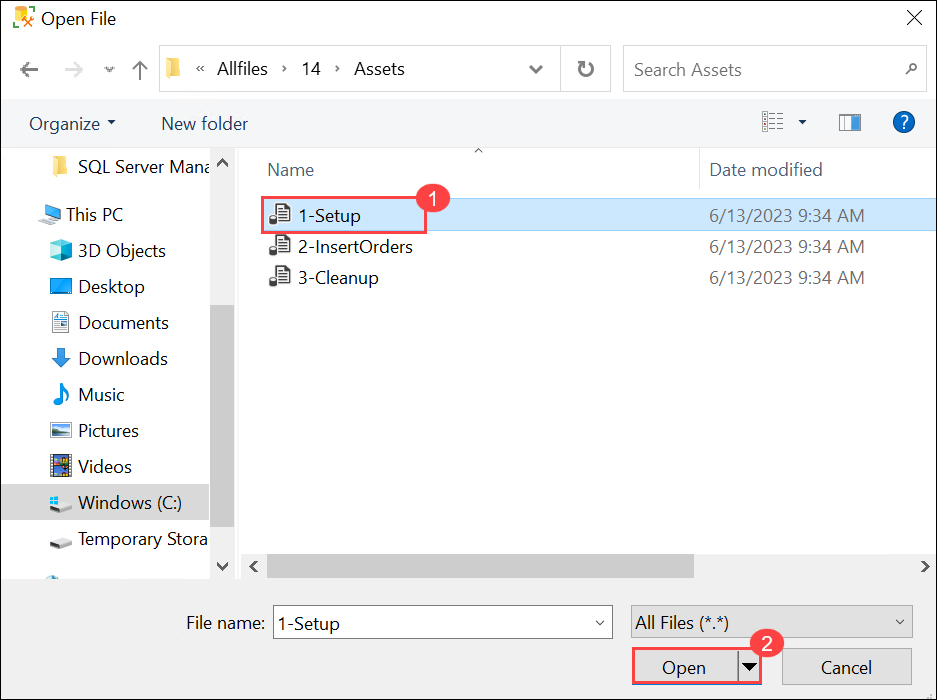 Open File
« Allfiles › 14 › Assets
Search Assets
Organize
New folder
?
SQL Server Mana
This PC
3D Objects
Desktop
Documents
Downloads
Music
Pictures
Videos
Windows (C:)
Temporary Stora
Name
Date modified
1
1-Setup
6/13/2023 9:34 AM
2-InsertOrders
6/13/2023 9:34 AM
3-Cleanup
6/13/2023 9:34 AM
File name:
1-Setup
All Files (*.*)
2
Open
Cancel